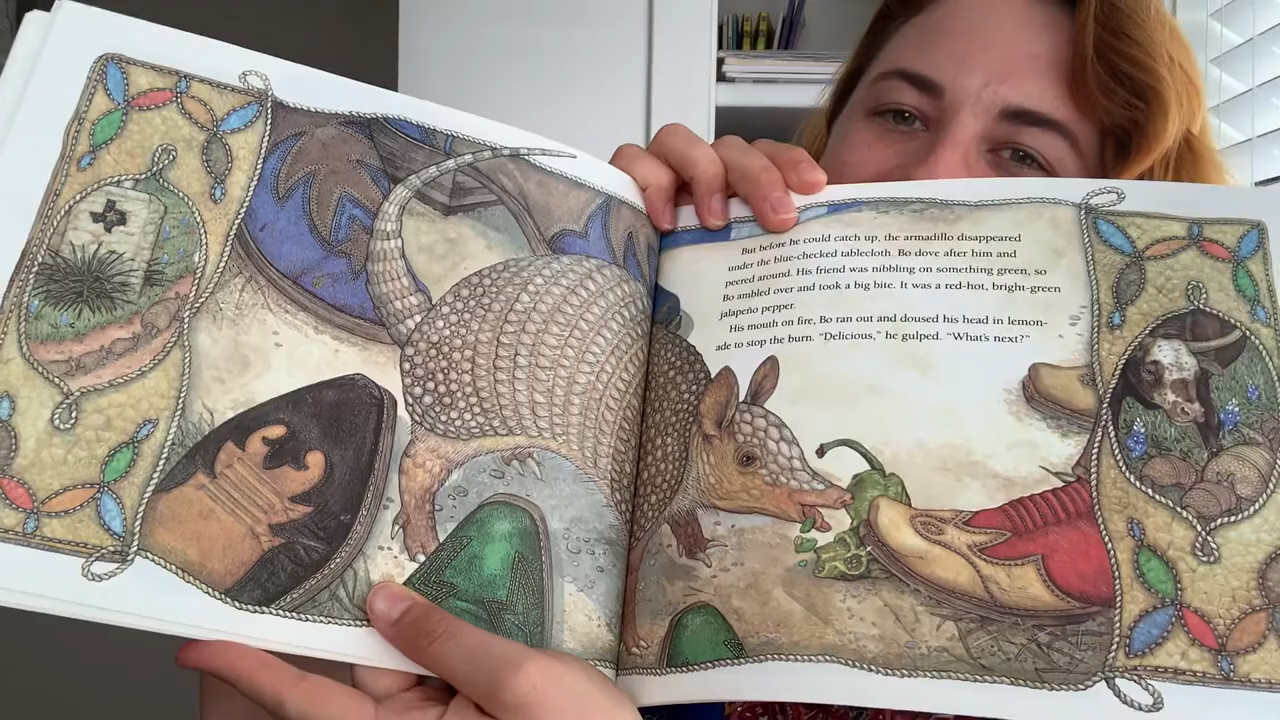 But before he could catch up, the armadillo disappeared
under the blue-checked tablecloth. Bo dove after him and
peered around. His friend was nibbling on something green, so
Bo ambled over and took a big bite. It was a red-hot, bright-green
jalapeño pepper.
His mouth on fire, Bo ran out and doused his head in lemon-
ade to stop the burn. “Delicious,” he gulped. “What’s next?”